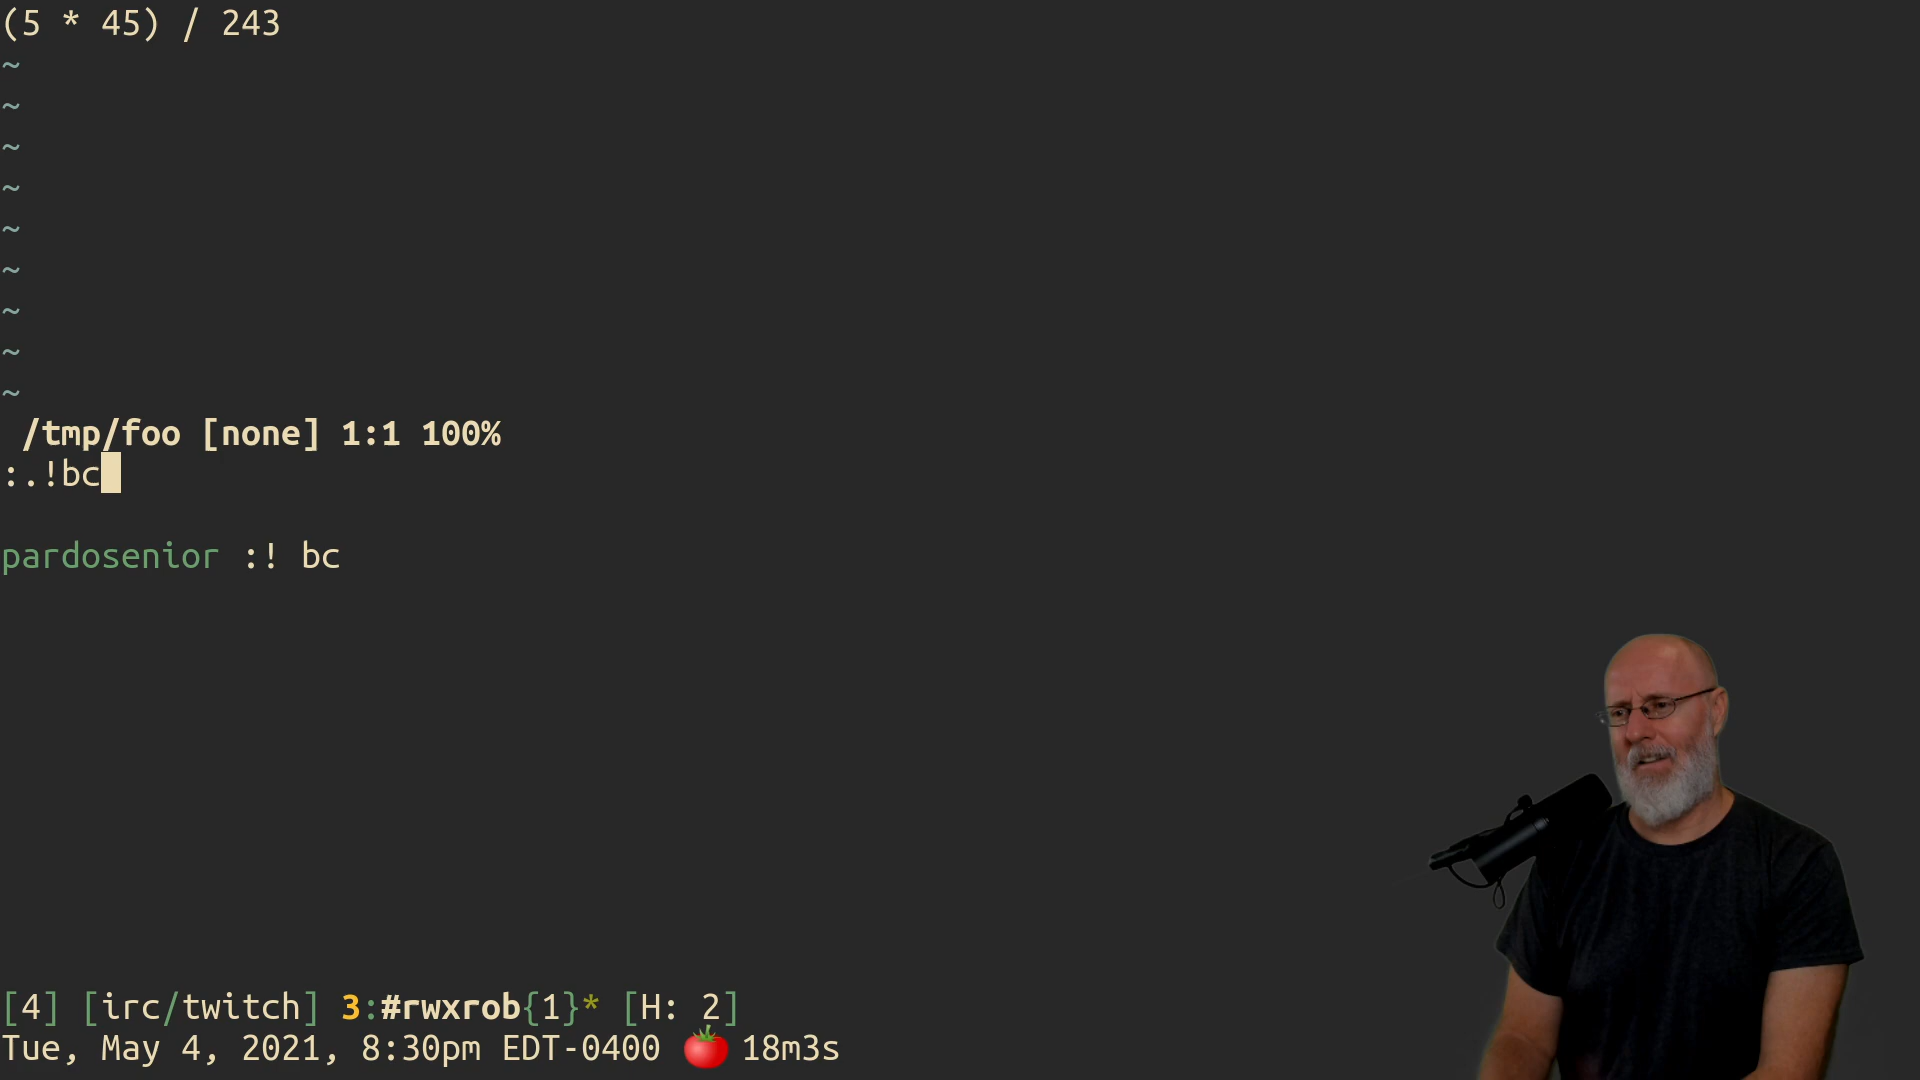 (5 * 45) / 243
~
~
~
~
~
~
~
~
~
/tmp/foo [none] 1:1 100%
:.!bc
pardosenior :! bc
[4] [irc/twitch] 3:#rwxrob{1}* [H: 2]
Tue, May 4, 2021, 8:30pm EDT-0400 🍅 18m3s